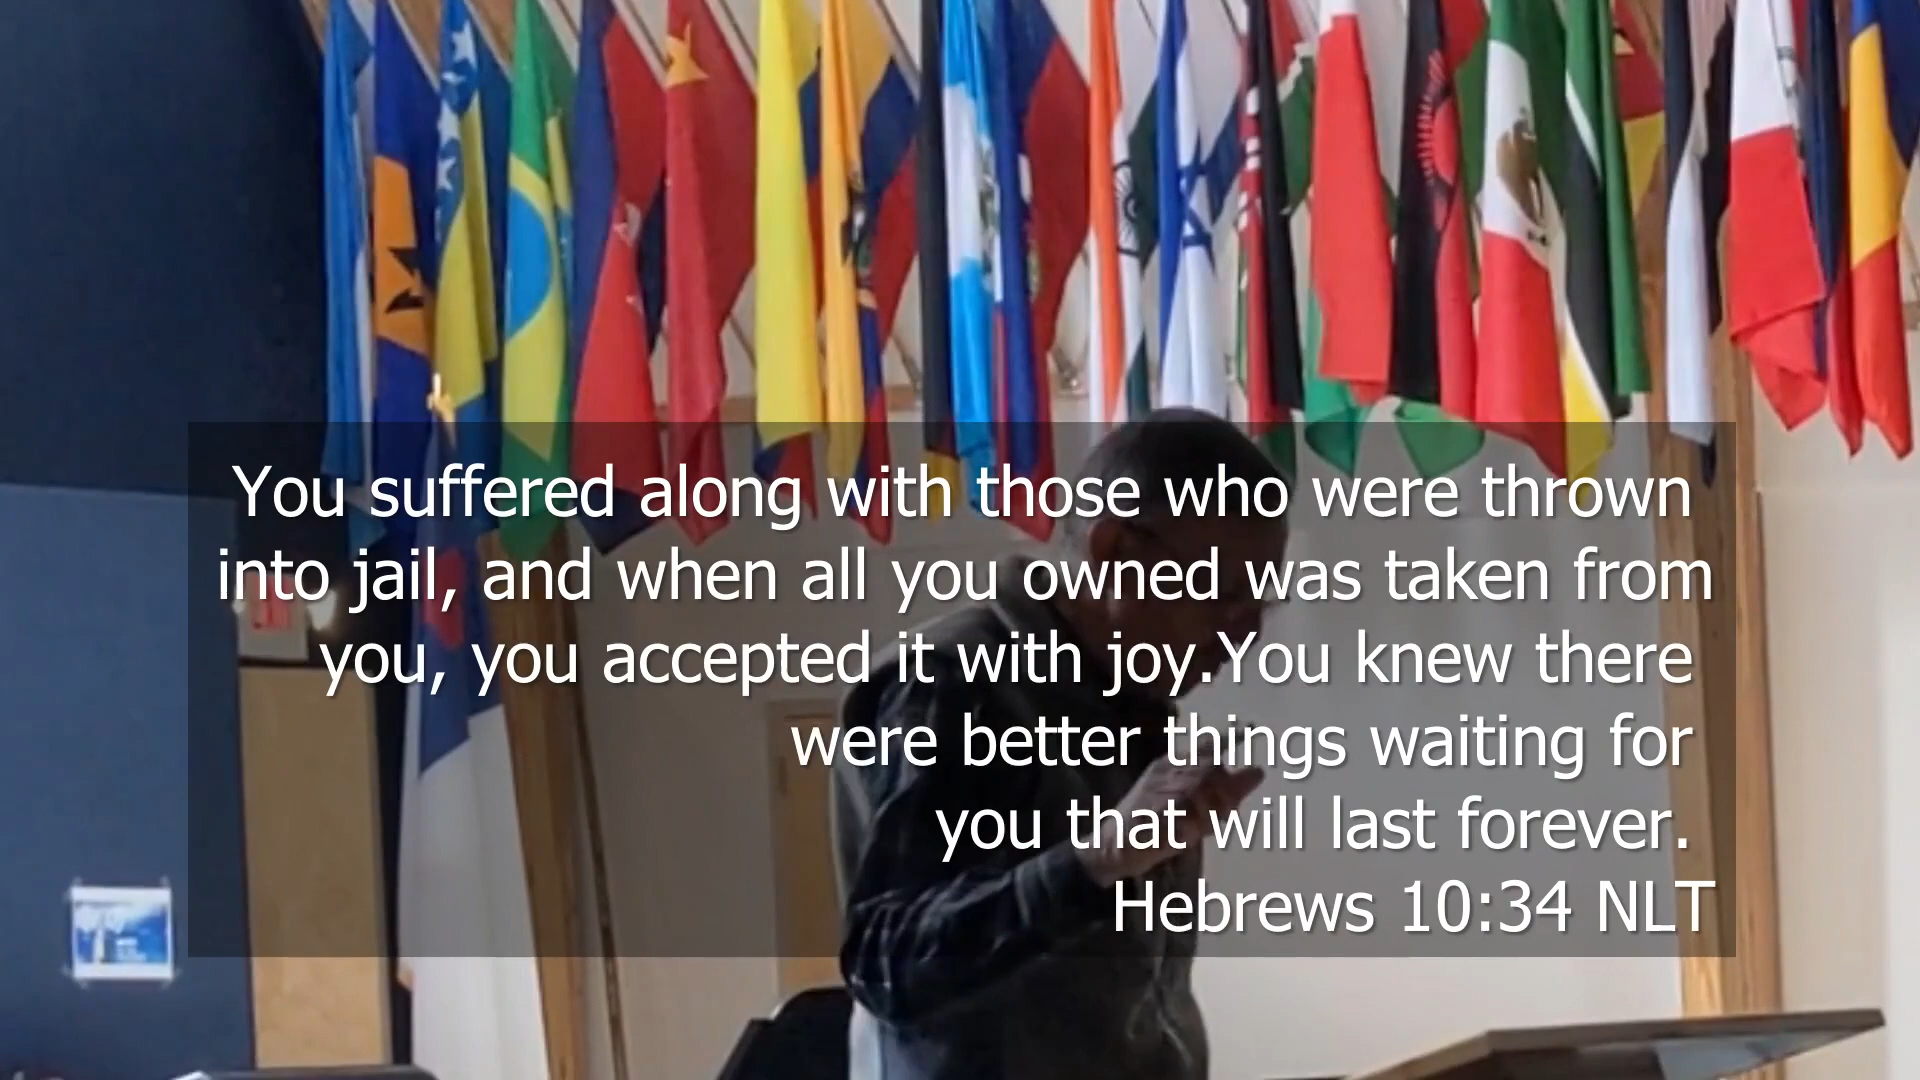 You suffered along with those who were thrown
into jail, and when all you owned was taken from
you, you accepted it with joy.You knew there
were better things waiting for
you that will last forever.
Hebrews 10:34 NLT